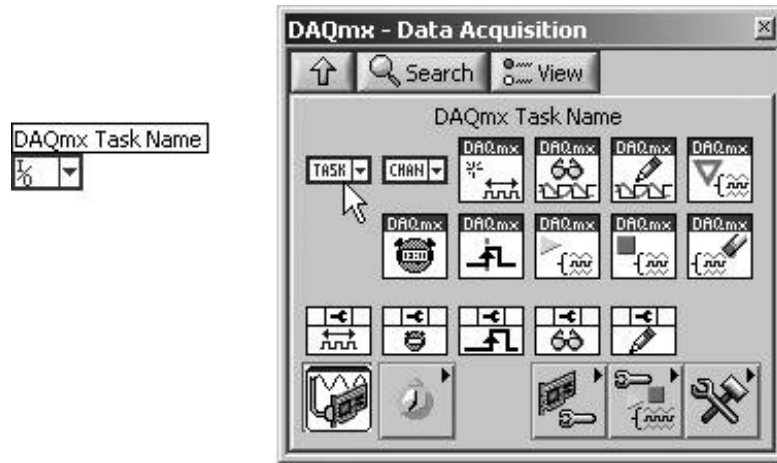 DAQmx - Data Acquisition
Search View
DAQmx Task Name
DAQmx Task Name
I/O
TASK CHAN DAQmx DAQmx DAQmx DAQmx
DAQmx DAQmx DAQmx DAQmx DAQmx